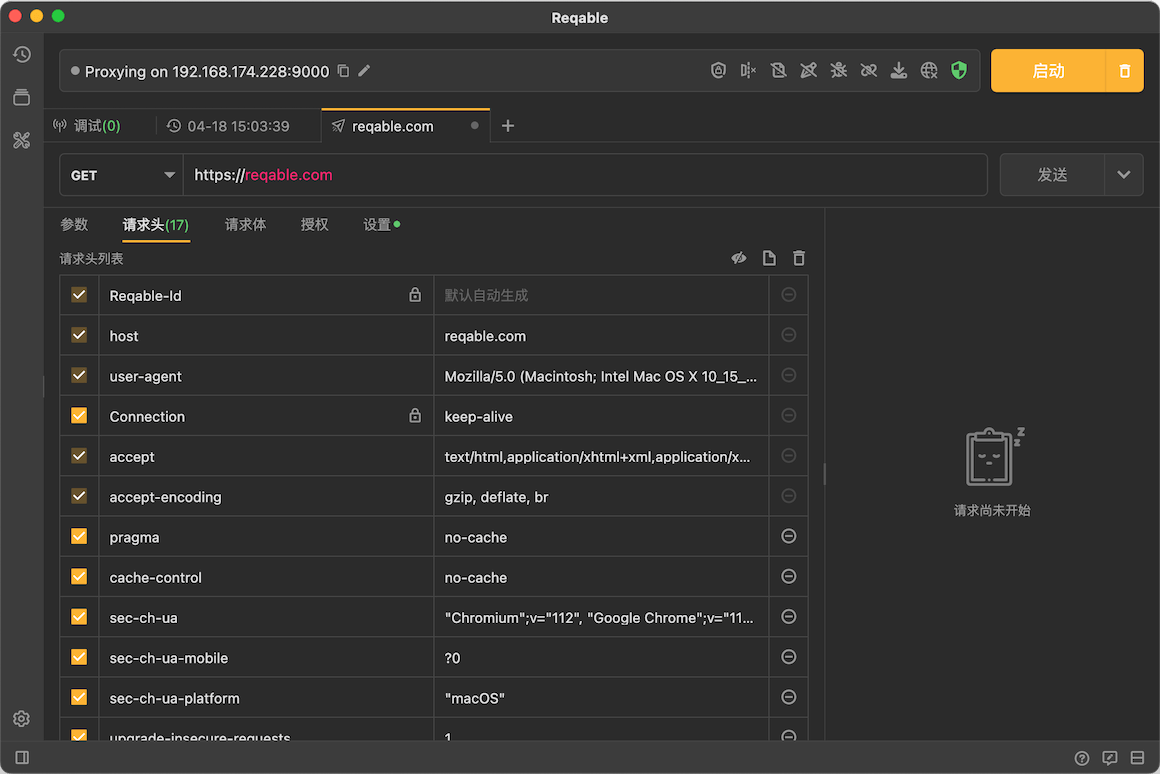 Reqable
Proxying on 192.168.174.228:9000
启动
调试(0)
04-18 15:03:39
reqable.com
GET
https://reqable.com
发送
参数
请求头(17)
请求体
授权
设置
请求头列表
Reqable-Id 默认自动生成
host reqable.com
user-agent Mozilla/5.0 (Macintosh; Intel Mac OS X 10_15_...
Connection keep-alive
accept text/html,application/xhtml+xml,application/x...
accept-encoding gzip, deflate, br
pragma no-cache
cache-control no-cache
sec-ch-ua "Chromium";v="112", "Google Chrome";v="11...
sec-ch-ua-mobile ?0
sec-ch-ua-platform "macOS"
upgrade-insecure-requests 1
z
z
请求尚未开始